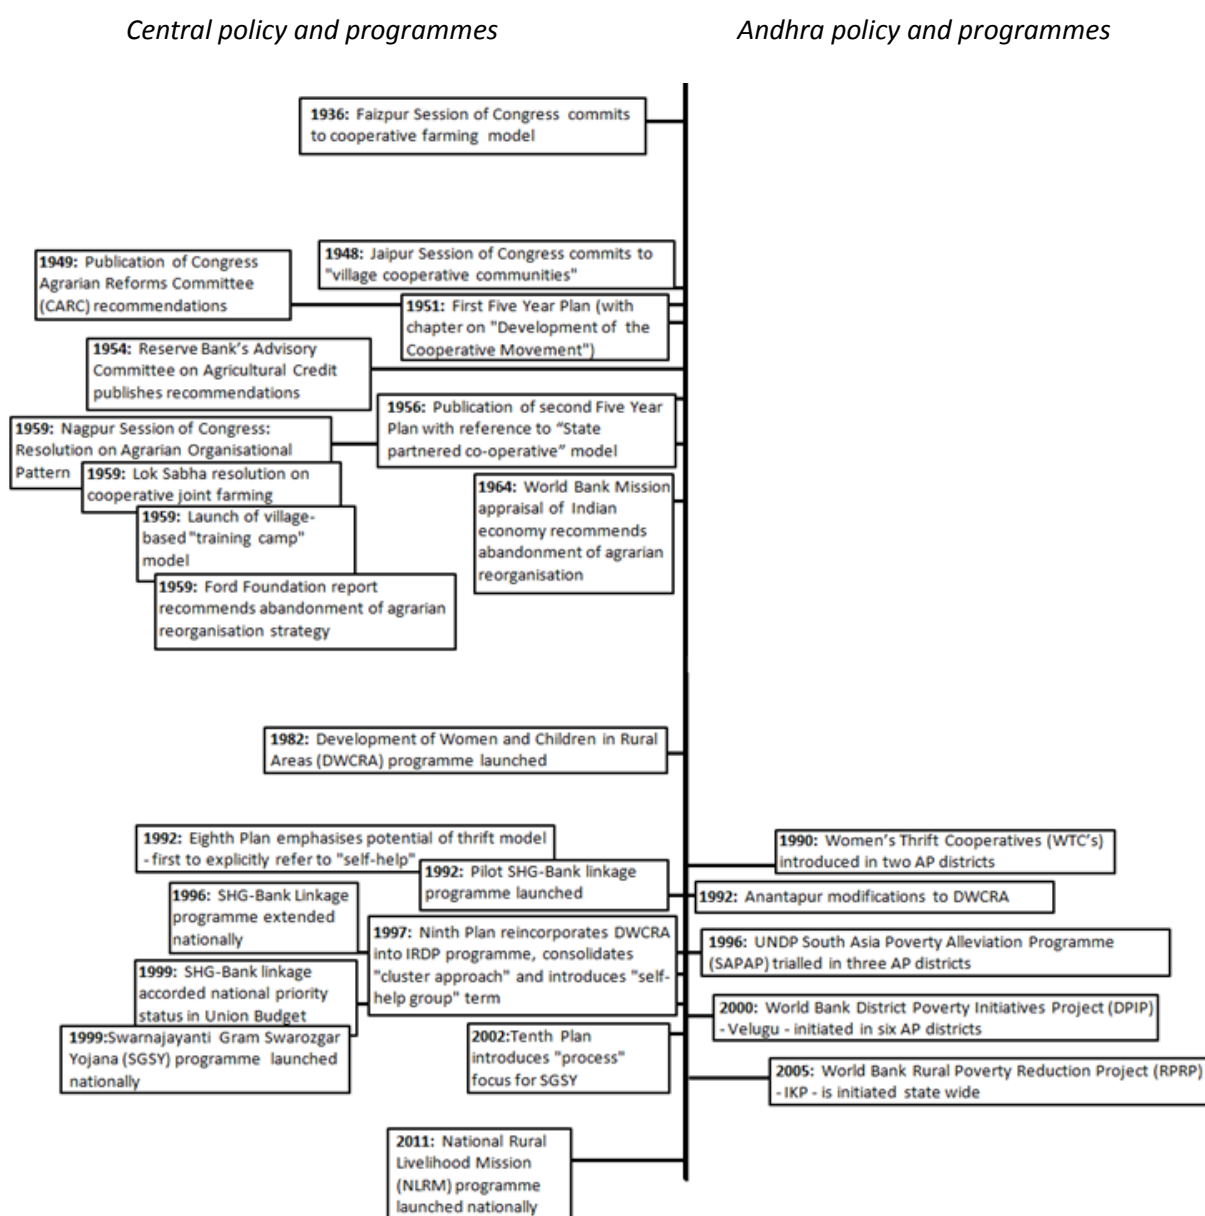 Central policy and programmes
Andhra policy and programmes
1936: Faizpur Session of Congress commits
to cooperative farming model
1948: Jaipur Session of Congress commits to
"village cooperative communities"
1949: Publication of Congress
Agrarian Reforms Committee
(CARC) recommendations
1951: First Five Year Plan (with
chapter on "Development of the
Cooperative Movement")
1954: Reserve Bank's Advisory
Committee on Agricultural Credit
publishes recommendations
1956: Publication of second Five Year
Plan with reference to “State
partnered co-operative” model
1959: Nagpur Session of Congress:
Resolution on Agrarian Organisational
Pattern
1959: Lok Sabha resolution on
cooperative joint farming
1959: Launch of village-
based "training camp"
model
1959: Ford Foundation report
recommends abandonment of agrarian
reorganisation strategy
1964: World Bank Mission
appraisal of Indian
economy recommends
abandonment of agrarian
reorganisation
1982: Development of Women and Children in Rural
Areas (DWCRA) programme launched
1990: Women's Thrift Cooperatives (WTC's)
introduced in two AP districts
1992: Eighth Plan emphasises potential of thrift model
- first to explicitly refer to "self-help"
1992: Pilot SHG-Bank linkage
programme launched
1992: Anantapur modifications to DWCRA
1996: SHG-Bank Linkage
programme extended
nationally
1997: Ninth Plan reincorporates DWCRA
into IRDP programme, consolidates
"cluster approach" and introduces "self-
help group" term
1996: UNDP South Asia Poverty Alleviation Programme
(SAPAP) trialled in three AP districts
1999: SHG-Bank linkage
accorded national priority
status in Union Budget
1999:Swarnajayanti Gram Swarozgar
Yojana (SGSY) programme launched
nationally
2000: World Bank District Poverty Initiatives Project (DPIP)
- Velugu - initiated in six AP districts
2002:Tenth Plan
introduces "process"
focus for SGSY
2005: World Bank Rural Poverty Reduction Project (RPRP)
- IKP - is initiated state wide
2011: National Rural
Livelihood Mission
(NLRM) programme
launched nationally